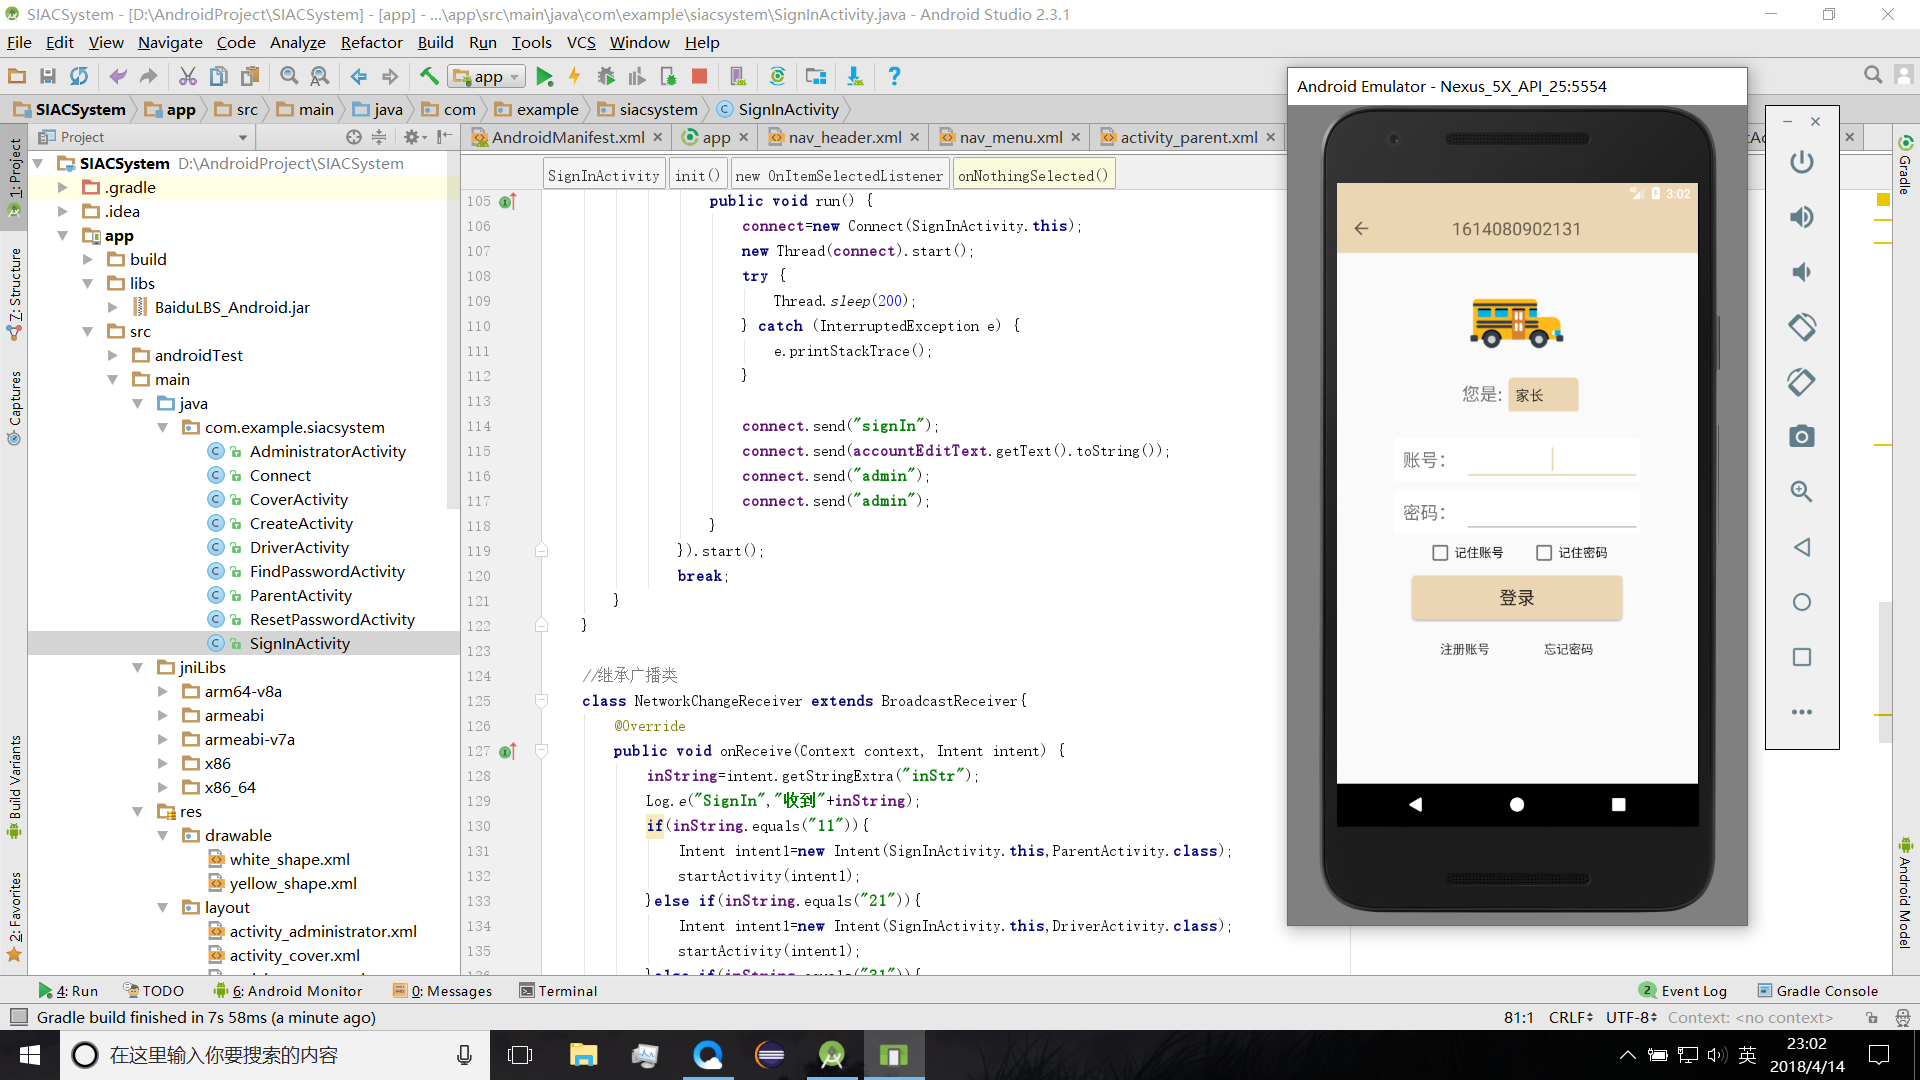 SIACSystem - [D:\AndroidProject\SIACSystem] - [app] - ...\app\src\main\java\com\example\siacsystem\SignInActivity.java - Android Studio 2.3.1
File Edit View Navigate Code Analyze Refactor Build Run Tools VCS Window Help
app
SIACSystem app src main java com example siacsystem SignInActivity
Project
AndroidManifest.xml app nav_header.xml nav_menu.xml activity_parent.xml
SignInActivity init() new OnItemSelectedListener onNothingSelected()
1: Project
Z: Structure
Captures
Build Variants
2: Favorites
SIACSystem D:\AndroidProject\SIACSystem
.gradle
.idea
app
build
libs
BaiduLBS_Android.jar
src
androidTest
main
java
com.example.siacsystem
AdministratorActivity
Connect
CoverActivity
CreateActivity
DriverActivity
FindPasswordActivity
ParentActivity
ResetPasswordActivity
SignInActivity
jniLibs
arm64-v8a
armeabi
armeabi-v7a
x86
x86_64
res
drawable
white_shape.xml
yellow_shape.xml
layout
activity_administrator.xml
activity_cover.xml
105 public void run() {
106 connect=new Connect(SignInActivity.this);
107 new Thread(connect).start();
108 try {
109 Thread.sleep(200);
110 } catch (InterruptedException e) {
111 e.printStackTrace();
112 }
113
114 connect.send("signIn");
115 connect.send(accountEditText.getText().toString());
116 connect.send("admin");
117 connect.send("admin");
118 }
119 }).start();
120 break;
121 }
122 }
123
124 //继承广播类
125 class NetworkChangeReceiver extends BroadcastReceiver{
126 @Override
127 public void onReceive(Context context, Intent intent) {
128 inString=intent.getStringExtra("inStr");
129 Log.e("SignIn","收到"+inString);
130 if(inString.equals("11")){
131 Intent intent1=new Intent(SignInActivity.this,ParentActivity.class);
132 startActivity(intent1);
133 }else if(inString.equals("21")){
134 Intent intent1=new Intent(SignInActivity.this,DriverActivity.class);
135 startActivity(intent1);
136 }else if(inString.equals("31")){
Android Emulator - Nexus_5X_API_25:5554
3:02
1614080902131
您是: 家长
账号:
密码:
记住账号 记住密码
登录
注册账号 忘记密码
Gradle
Android Model
4: Run TODO 6: Android Monitor 0: Messages Terminal 2 Event Log Gradle Console
Gradle build finished in 7s 58ms (a minute ago) 81:1 CRLF UTF-8 Context: <no context>
在这里输入你要搜索的内容
英
23:02
2018/4/14